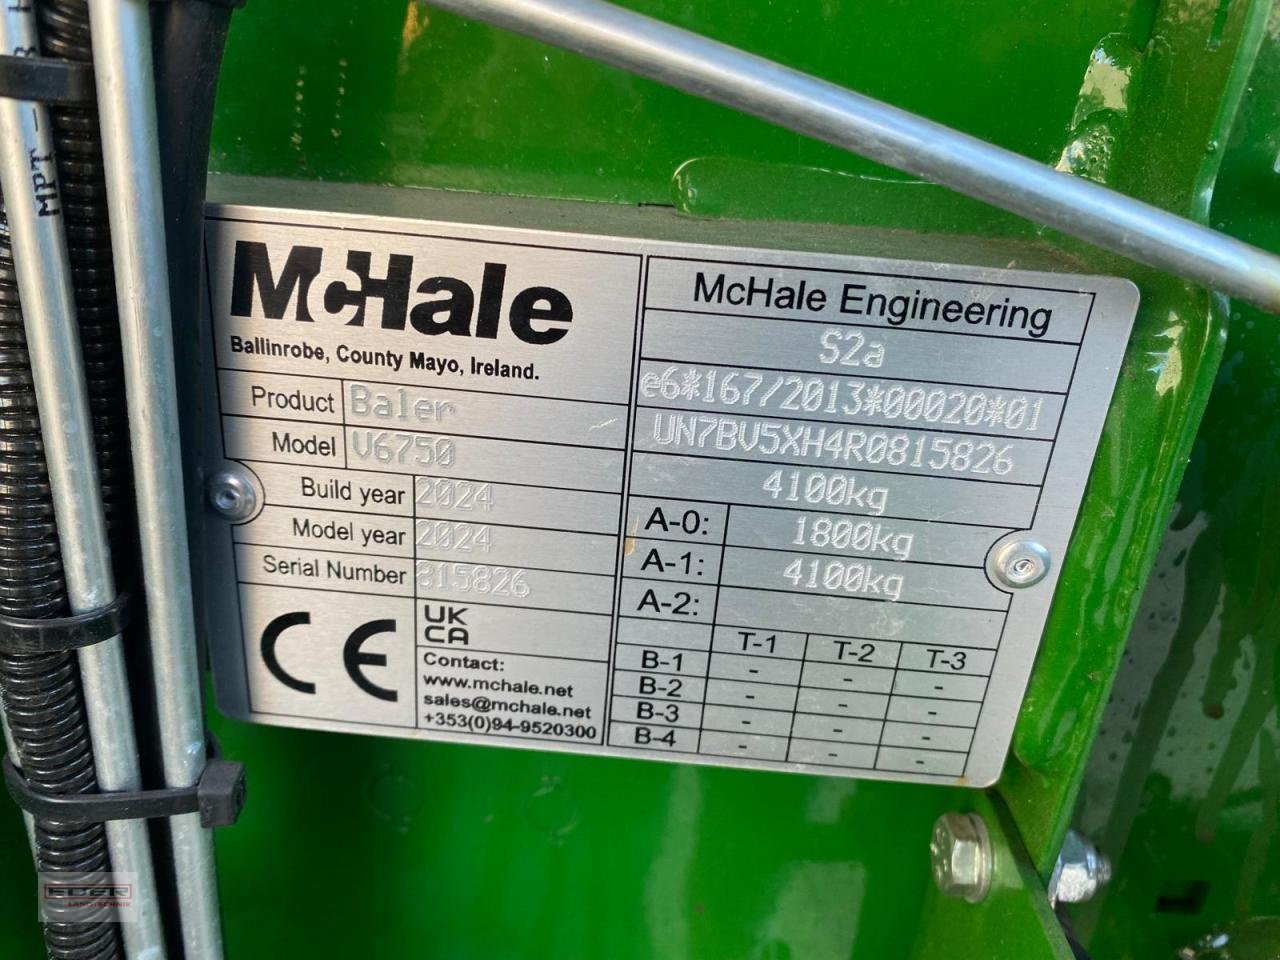 McHale
Ballinrobe, County Mayo, Ireland.
Product Baler
Model V6750
Build year 2024
Model year 2024
Serial Number 815826
CE
UK
CA
Contact:
www.mchale.net
sales@mchale.net
+353(0)94-9520300
McHale Engineering
S2a
e6*167/2013*00020*01
UN7BV5XH4R0815826
4100kg
A-0: 1800kg
A-1: 4100kg
A-2:
T-1 T-2 T-3
B-1 - - -
B-2 - - -
B-3 - - -
B-4 - - -
MPT -
EDER
LANDTECHNIK